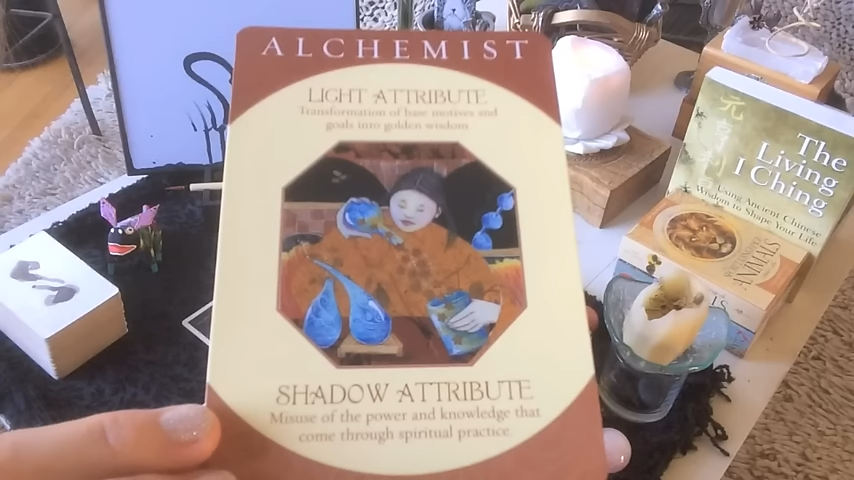 ALCHEMIST
LIGHT ATTRIBUTE
Transformation of base motives and
goals into golden wisdom
SHADOW ATTRIBUTE
Misuse of the power and knowledge that
come through spiritual practice.
The
Living
I Ching
Using Ancient Chinese
Wisdom to Shape Your Life
ANIMALS